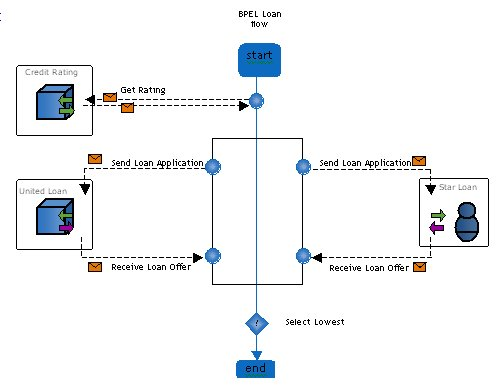 BPEL Loan
flow
start
Credit Rating
Get Rating
Send Loan Application
Send Loan Application
United Loan
Star Loan
Receive Loan Offer
Receive Loan Offer
Select Lowest
end